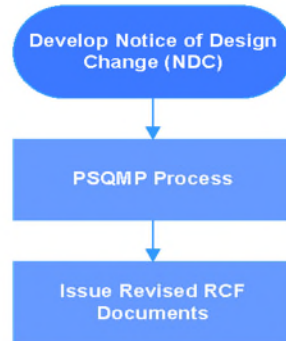 Develop Notice of Design
Change (NDC)
PSQMP Process
Issue Revised RCF
Documents